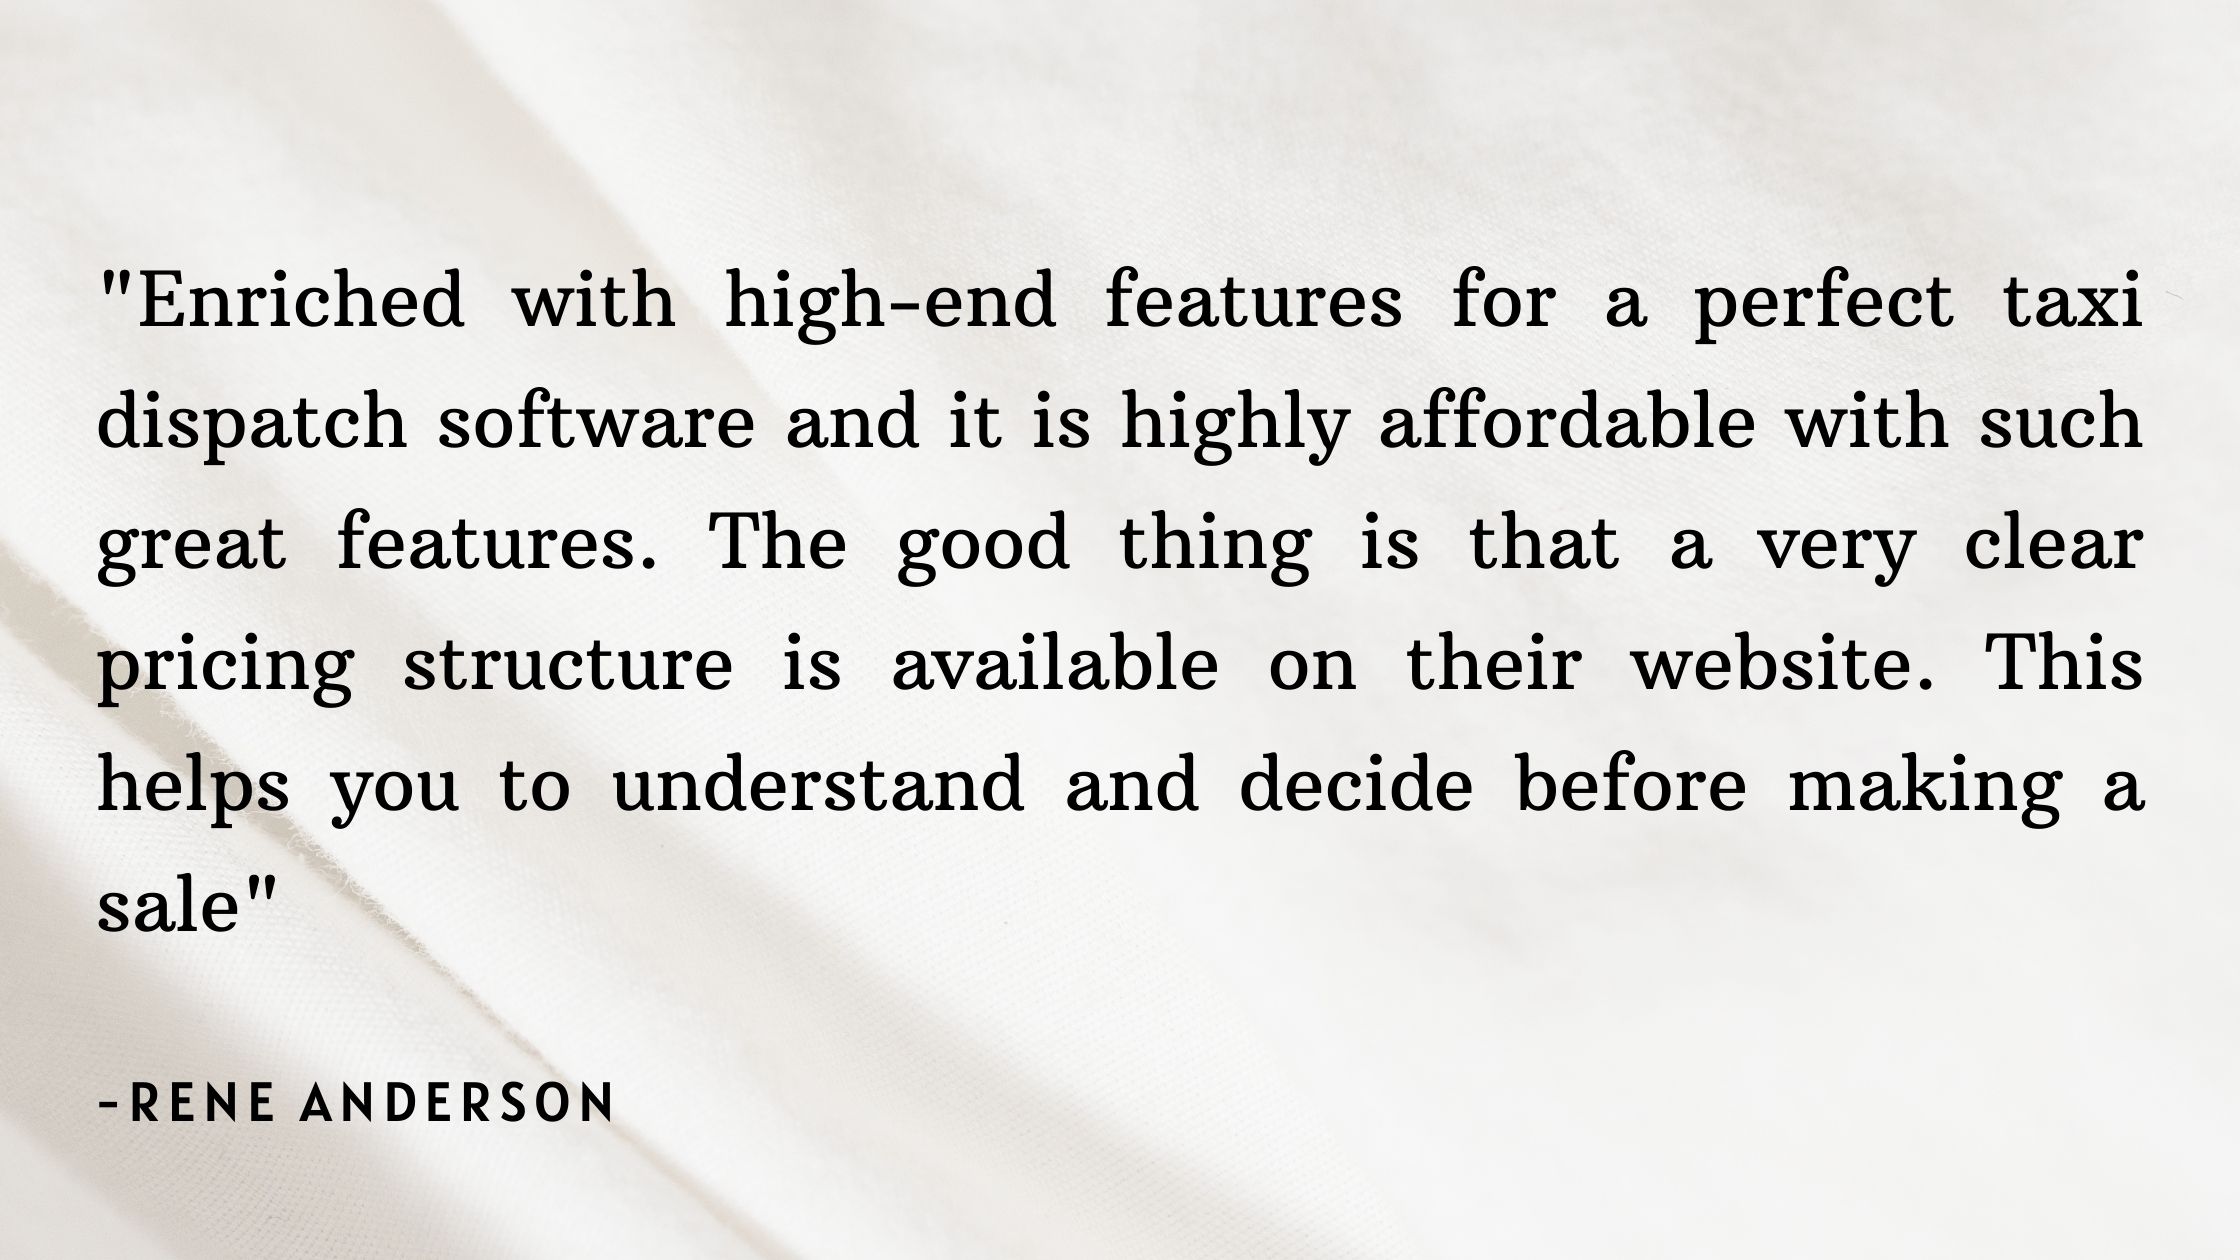 "Enriched with high-end features for a perfect taxi
dispatch software and it is highly affordable with such
great features. The good thing is that a very clear
pricing structure is available on their website. This
helps you to understand and decide before making a
sale"
-RENE ANDERSON